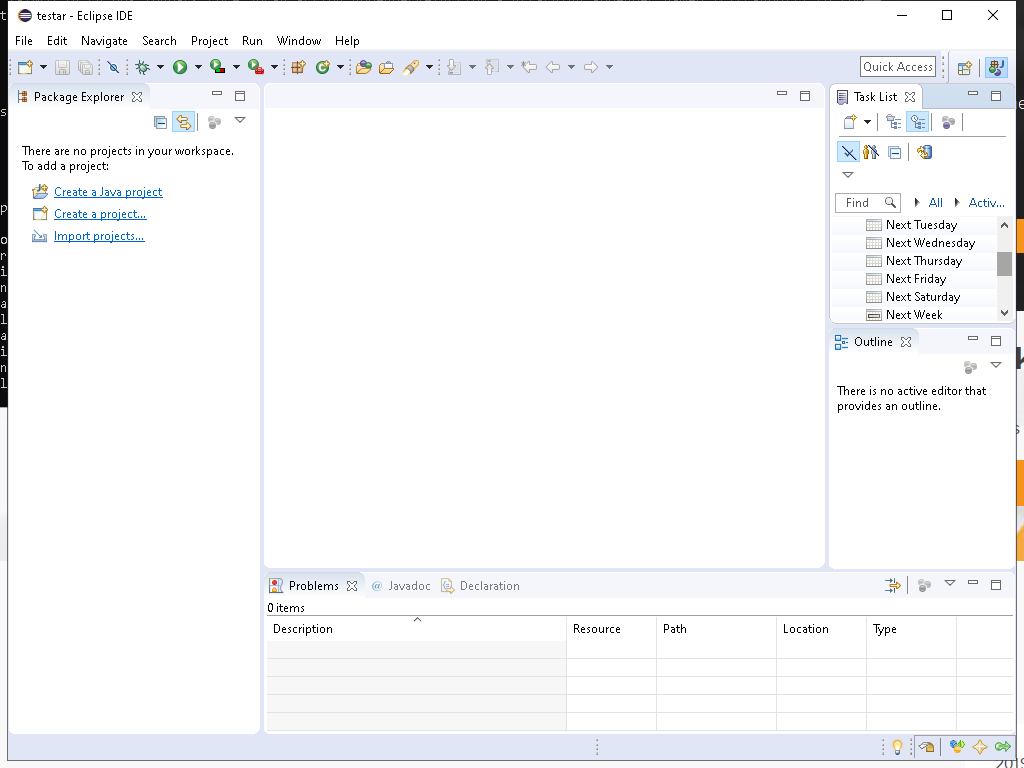 testar - Eclipse IDE
File Edit Navigate Search Project Run Window Help
Quick Access
Package Explorer
There are no projects in your workspace.
To add a project:
Create a Java project
Create a project...
Import projects...
Task List
Find All Activ...
Next Tuesday
Next Wednesday
Next Thursday
Next Friday
Next Saturday
Next Week
Outline
There is no active editor that
provides an outline.
Problems @ Javadoc Declaration
0 items
Description Resource Path Location Type